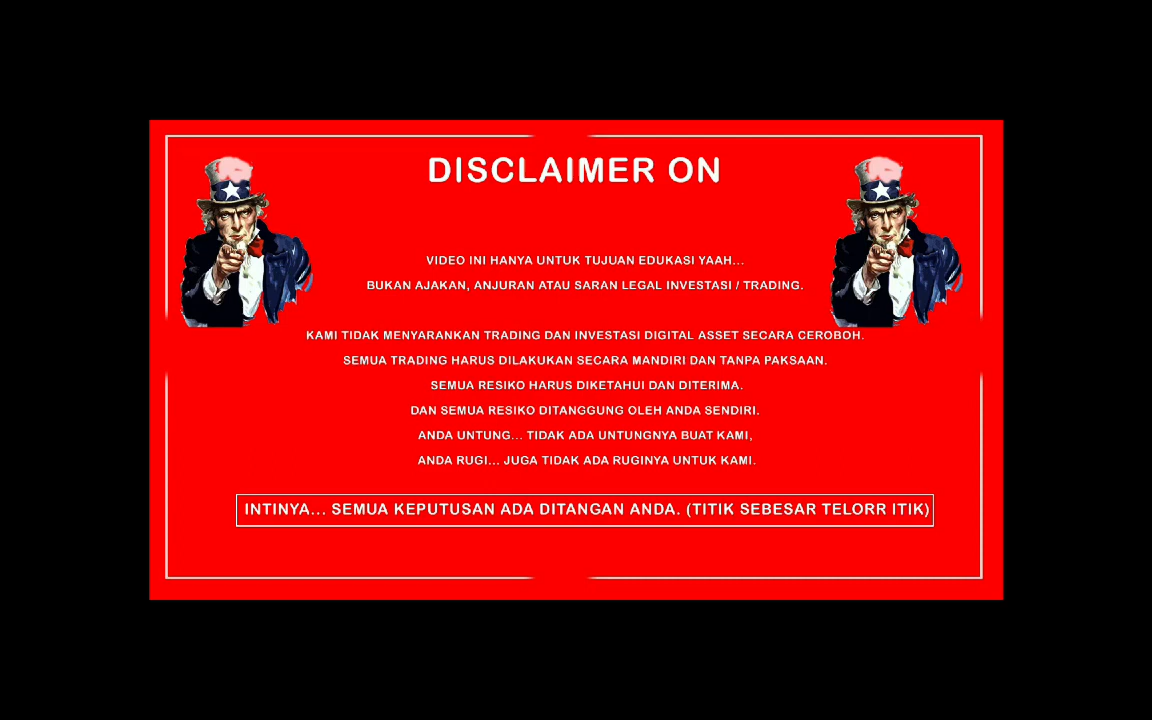 DISCLAIMER ON
VIDEO INI HANYA UNTUK TUJUAN EDUKASI YAAH...
BUKAN AJAKAN, ANJURAN ATAU SARAN LEGAL INVESTASI / TRADING.
KAMI TIDAK MENYARANKAN TRADING DAN INVESTASI DIGITAL ASSET SECARA CEROBOH.
SEMUA TRADING HARUS DILAKUKAN SECARA MANDIRI DAN TANPA PAKSAAN.
SEMUA RESIKO HARUS DIKETAHUI DAN DITERIMA.
DAN SEMUA RESIKO DITANGGUNG OLEH ANDA SENDIRI.
ANDA UNTUNG... TIDAK ADA UNTUNGNYA BUAT KAMI,
ANDA RUGI... JUGA TIDAK ADA RUGINYA UNTUK KAMI.
INTINYA... SEMUA KEPUTUSAN ADA DITANGAN ANDA. (TITIK SEBESAR TELORR ITIK)